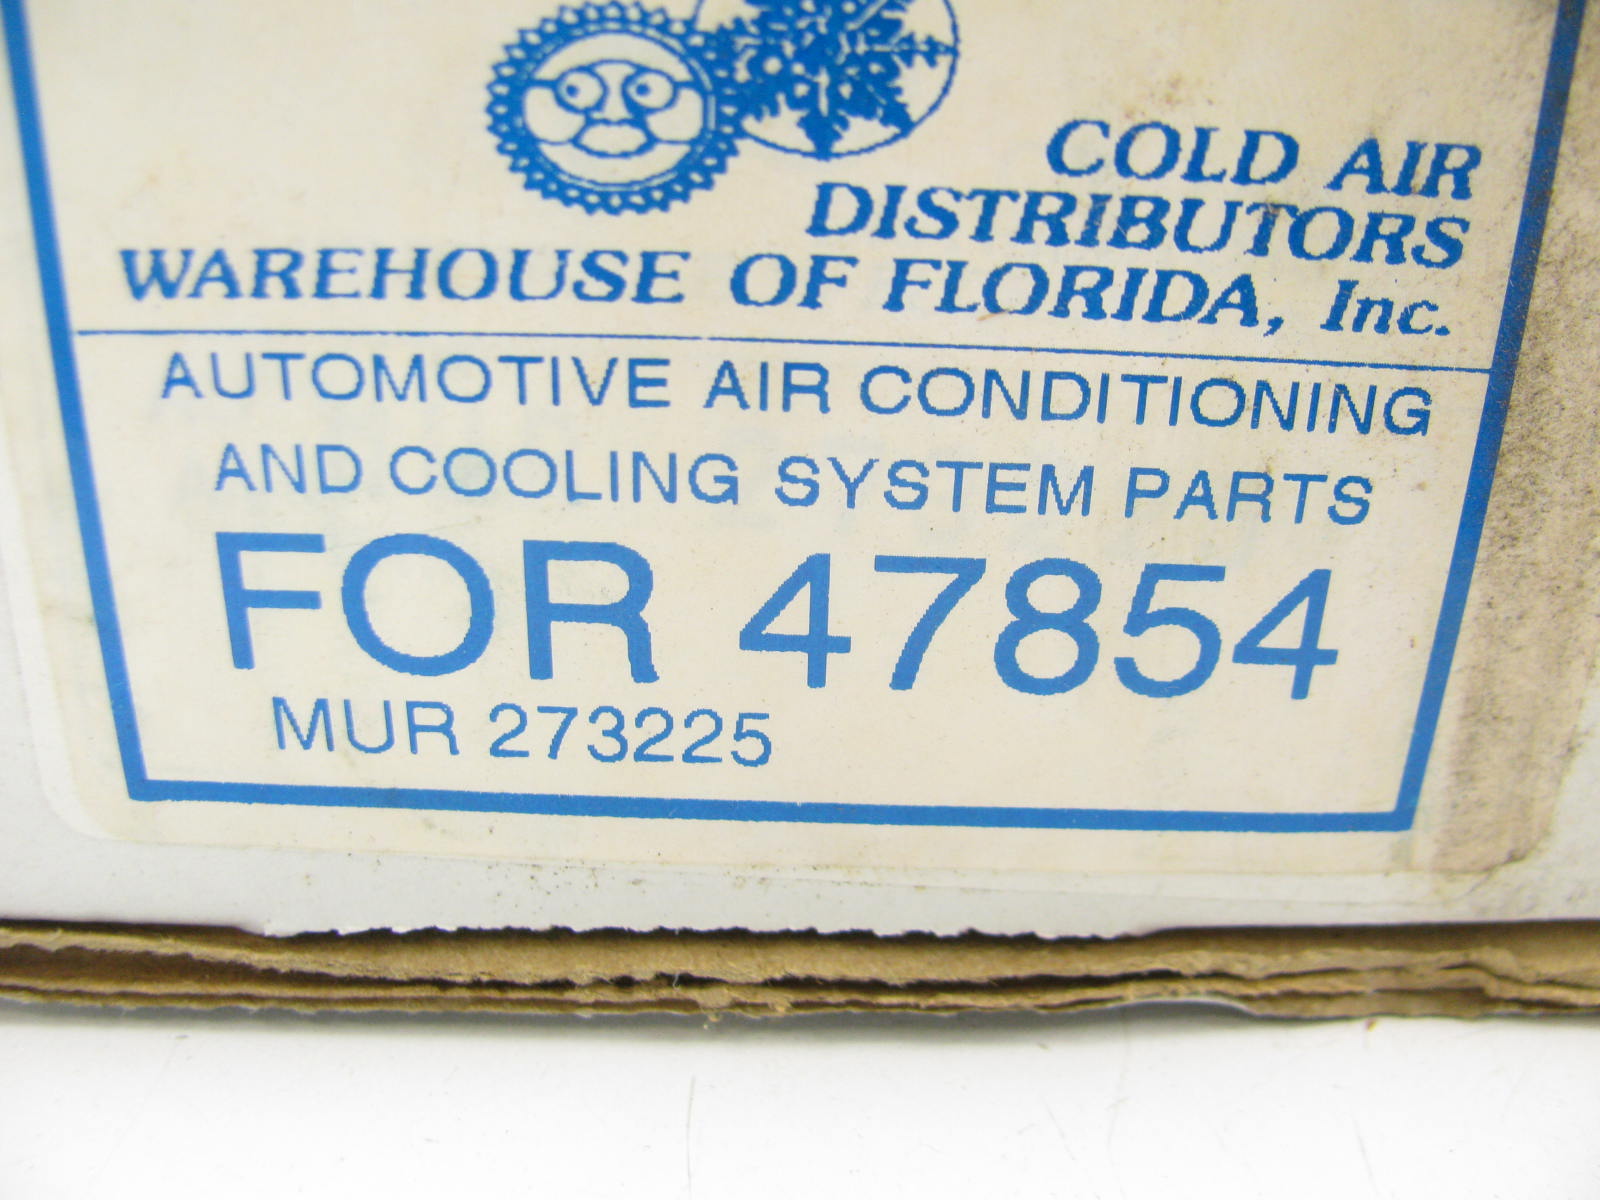 COLD AIR
DISTRIBUTORS
WAREHOUSE OF FLORIDA, Inc.
AUTOMOTIVE AIR CONDITIONING
AND COOLING SYSTEM PARTS
FOR 47854
MUR 273225